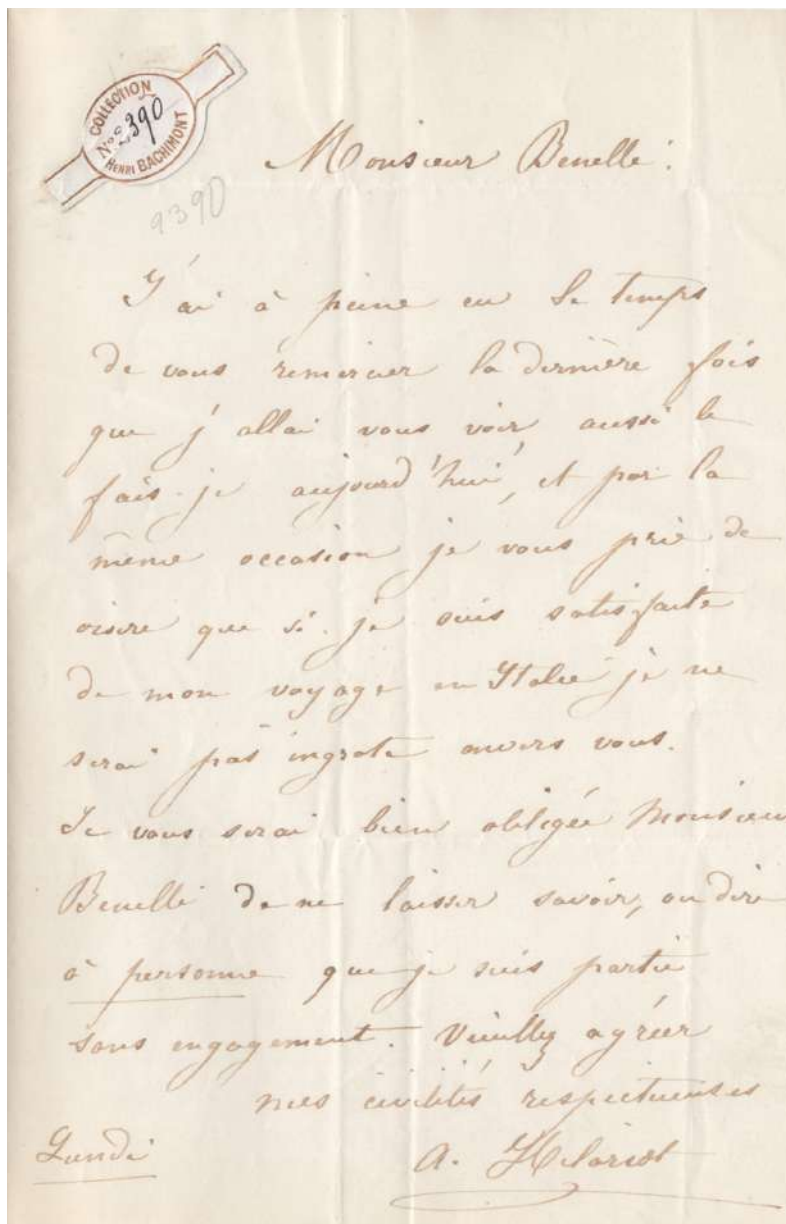 COLLECTION
No 2390
HENRI BACHIMONT
9390
Monsieur Benelli.
J'ai à peine eu le temps
de vous remercier la dernière fois
que j'allai vous voir aussi le
fais-je aujourd'hui, et par la
même occasion je vous prie de
croire que si je suis satisfaite
de mon voyage en Italie je ne
serai pas ingrate envers vous.
Je vous serai bien obligée Monsieur
Benelli de ne laisser savoir, ou dire
à personne que je suis partie
sans engagement. Veuillez agréer
mes civilités respectueuses
Lundi
A.